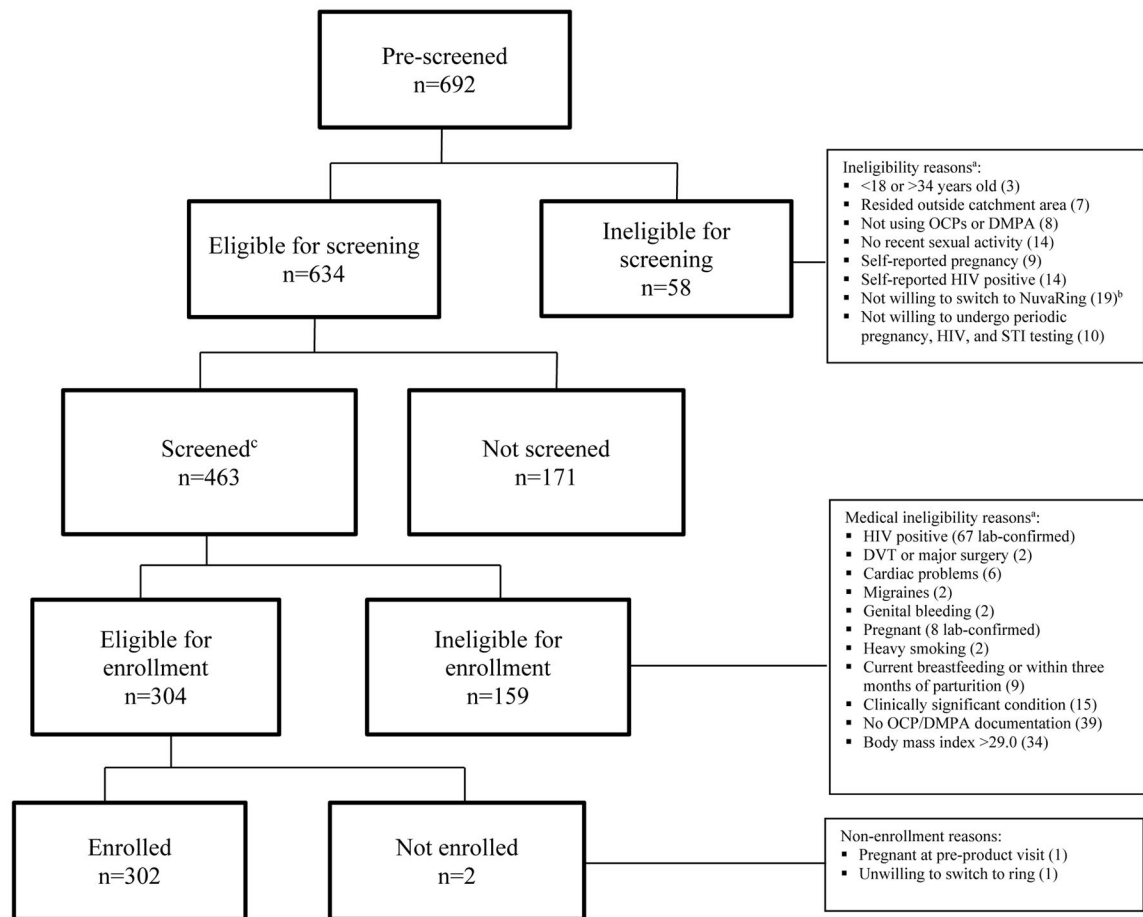 Pre-screened
n=692
Ineligibility reasonsᵃ:
▪ <18 or >34 years old (3)
▪ Resided outside catchment area (7)
▪ Not using OCPs or DMPA (8)
▪ No recent sexual activity (14)
▪ Self-reported pregnancy (9)
▪ Self-reported HIV positive (14)
▪ Not willing to switch to NuvaRing (19)ᵇ
▪ Not willing to undergo periodic
pregnancy, HIV, and STI testing (10)
Eligible for screening
n=634
Ineligible for
screening
n=58
Screenedᶜ
n=463
Not screened
n=171
Medical ineligibility reasonsᵃ:
▪ HIV positive (67 lab-confirmed)
▪ DVT or major surgery (2)
▪ Cardiac problems (6)
▪ Migraines (2)
▪ Genital bleeding (2)
▪ Pregnant (8 lab-confirmed)
▪ Heavy smoking (2)
▪ Current breastfeeding or within three
months of parturition (9)
▪ Clinically significant condition (15)
▪ No OCP/DMPA documentation (39)
▪ Body mass index >29.0 (34)
Eligible for
enrollment
n=304
Ineligible for
enrollment
n=159
Enrolled
n=302
Not enrolled
n=2
Non-enrollment reasons:
▪ Pregnant at pre-product visit (1)
▪ Unwilling to switch to ring (1)